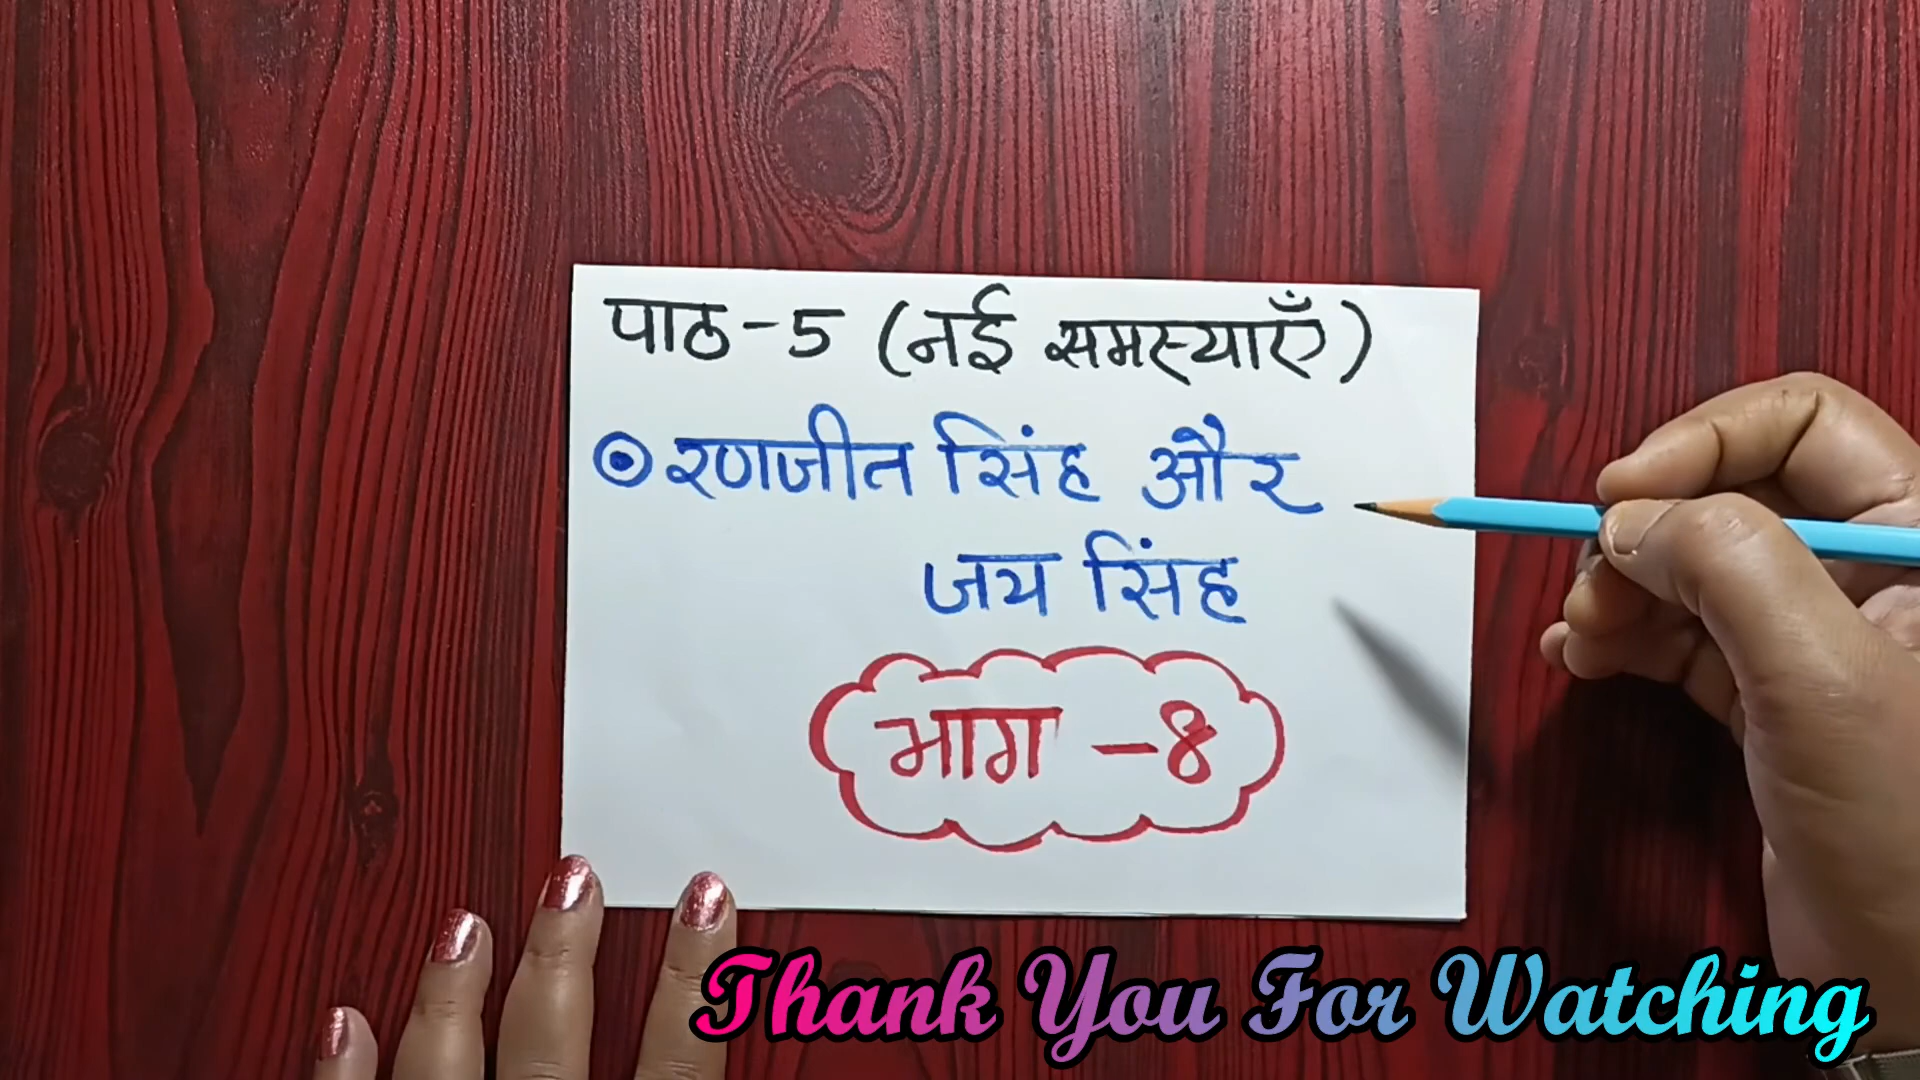 पाठ-5 (नई समस्याएँ)
रणजीत सिंह और
जय सिंह
भाग -8
Thank You For Watching